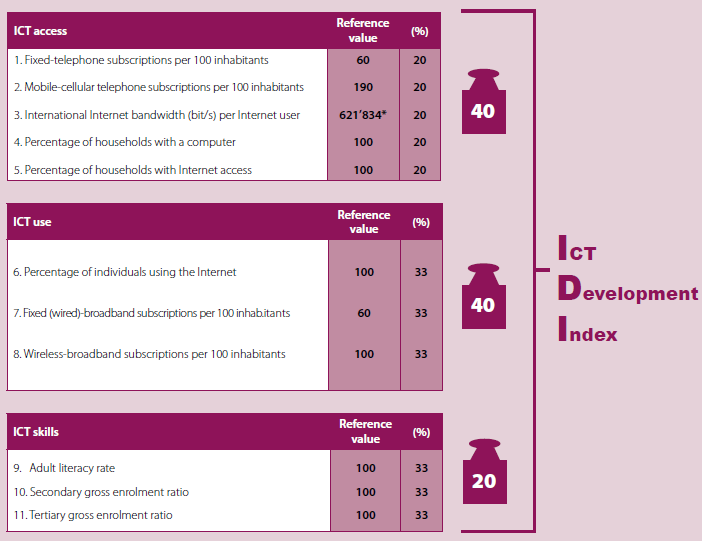 ICT access Reference value (%)
1. Fixed-telephone subscriptions per 100 inhabitants 60 20
2. Mobile-cellular telephone subscriptions per 100 inhabitants 190 20
3. International Internet bandwidth (bit/s) per Internet user 621'834* 20
4. Percentage of households with a computer 100 20
5. Percentage of households with Internet access 100 20
40
ICT use Reference value (%)
6. Percentage of individuals using the Internet 100 33
7. Fixed (wired)-broadband subscriptions per 100 inhabitants 60 33
8. Wireless-broadband subscriptions per 100 inhabitants 100 33
40
ICT skills Reference value (%)
9. Adult literacy rate 100 33
10. Secondary gross enrolment ratio 100 33
11. Tertiary gross enrolment ratio 100 33
20
ICT
Development
Index